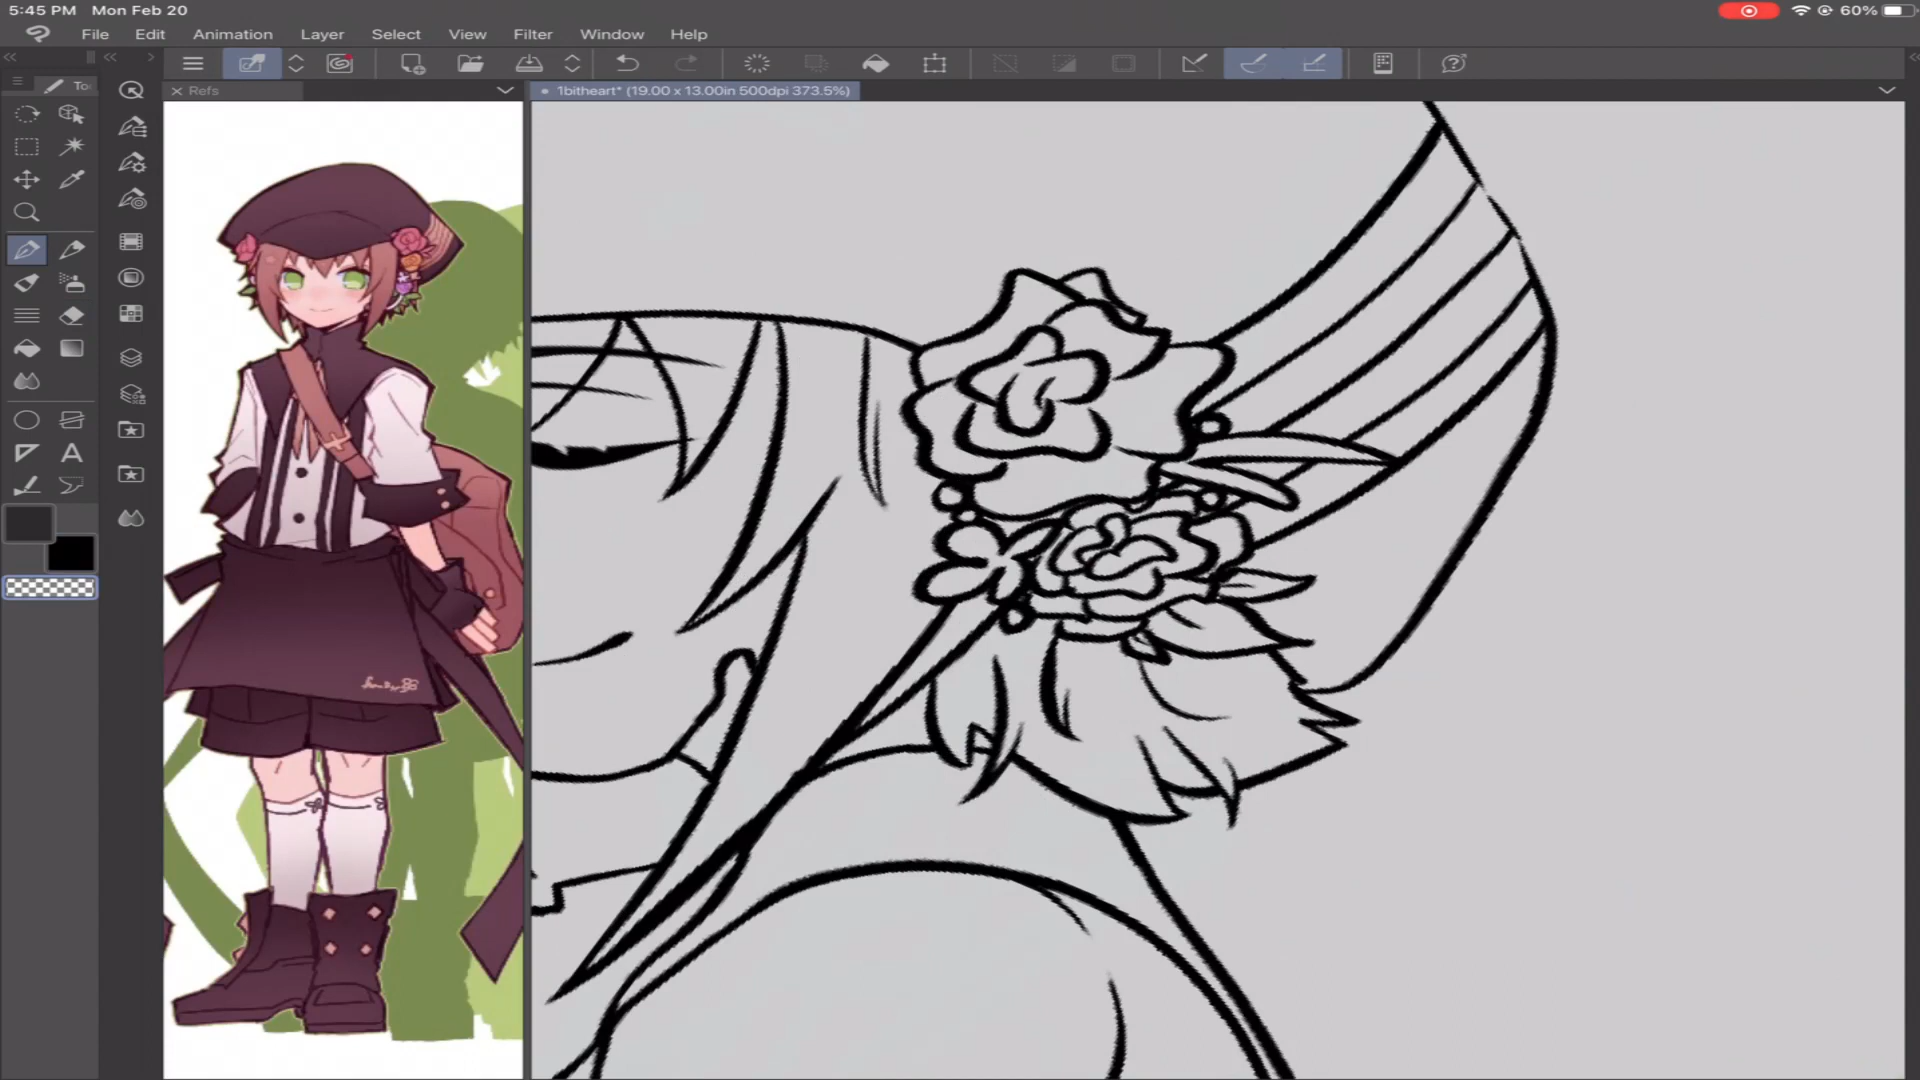 5:45 PM Mon Feb 20
60%
File Edit Animation Layer Select View Filter Window Help
To
Refs
1bitheart* (19.00 x 13.00in 500dpi 373.5%)
A